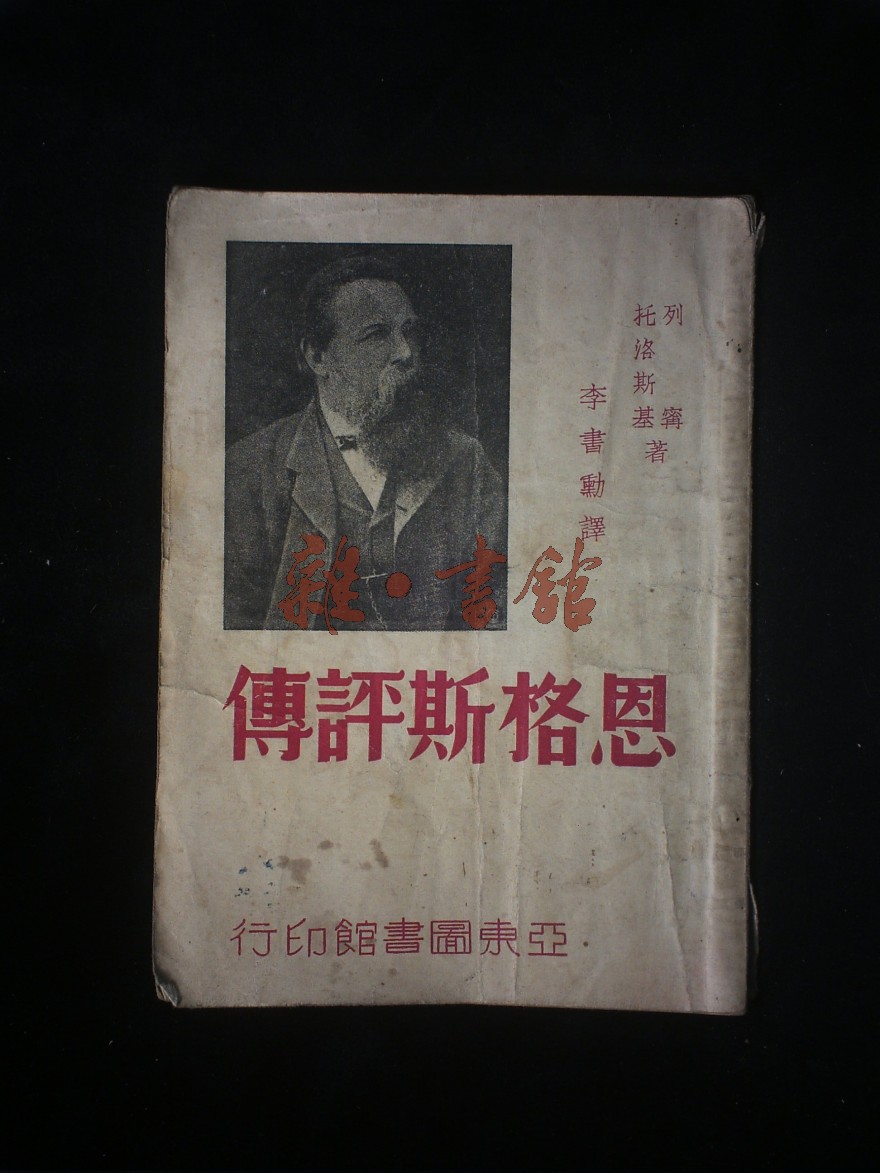 列寧
托洛斯基
著
李書勳譯
雜·書館
恩格斯評傳
亞東圖書館印行